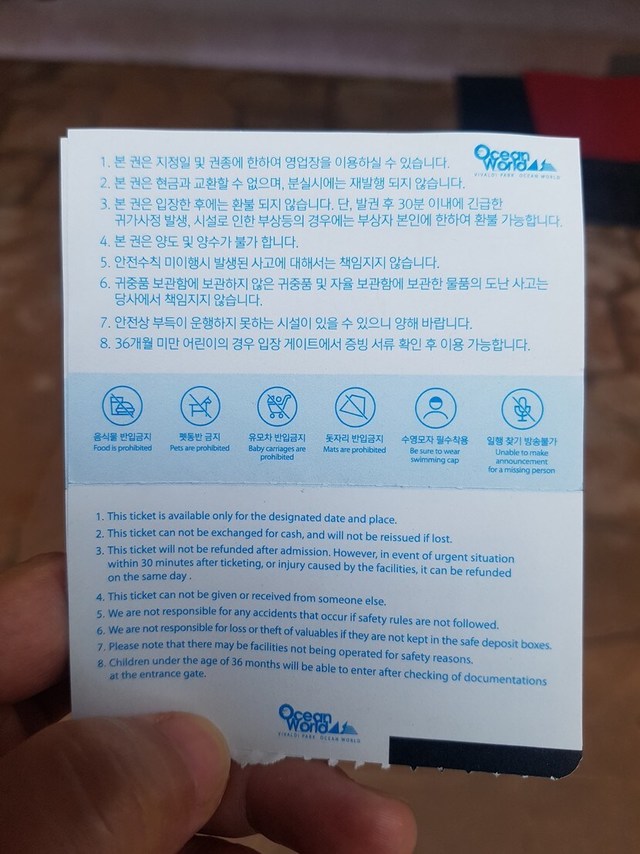 Ocean World
VIVALDI PARK OCEAN WORLD
1. 본 권은 지정일 및 권종에 한하여 영업장을 이용하실 수 있습니다.
2. 본 권은 현금과 교환할 수 없으며, 분실시에는 재발행 되지 않습니다.
3. 본 권은 입장한 후에는 환불 되지 않습니다. 단, 발권 후 30분 이내에 긴급한
귀가사정 발생, 시설로 인한 부상등의 경우에는 부상자 본인에 한하여 환불 가능합니다.
4. 본 권은 양도 및 양수가 불가 합니다.
5. 안전수칙 미이행시 발생된 사고에 대해서는 책임지지 않습니다.
6. 귀중품 보관함에 보관하지 않은 귀중품 및 자율 보관함에 보관한 물품의 도난 사고는
당사에서 책임지지 않습니다.
7. 안전상 부득이 운행하지 못하는 시설이 있을 수 있으니 양해 바랍니다.
8. 36개월 미만 어린이의 경우 입장 게이트에서 증빙 서류 확인 후 이용 가능합니다.
음식물 반입금지
Food is prohibited
펫동반 금지
Pets are prohibited
유모차 반입금지
Baby carriages are
prohibited
돗자리 반입금지
Mats are prohibited
수영모자 필수착용
Be sure to wear
swimming cap
일행 찾기 방송불가
Unable to make
announcement
for a missing person
1. This ticket is available only for the designated date and place.
2. This ticket can not be exchanged for cash, and will not be reissued if lost.
3. This ticket will not be refunded after admission. However, in event of urgent situation
within 30 minutes after ticketing, or injury caused by the facilities, it can be refunded
on the same day .
4. This ticket can not be given or received from someone else.
5. We are not responsible for any accidents that occur if safety rules are not followed.
6. We are not responsible for loss or theft of valuables if they are not kept in the safe deposit boxes.
7. Please note that there may be facilities not being operated for safety reasons.
8. Children under the age of 36 months will be able to enter after checking of documentations
at the entrance gate.
Ocean World
VIVALDI PARK OCEAN WORLD